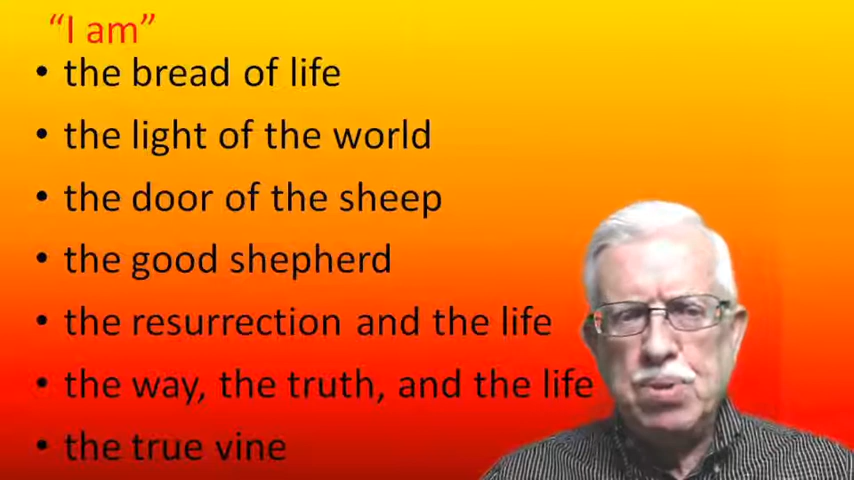 “I am”
• the bread of life
• the light of the world
• the door of the sheep
• the good shepherd
• the resurrection and the life
• the way, the truth, and the life
• the true vine